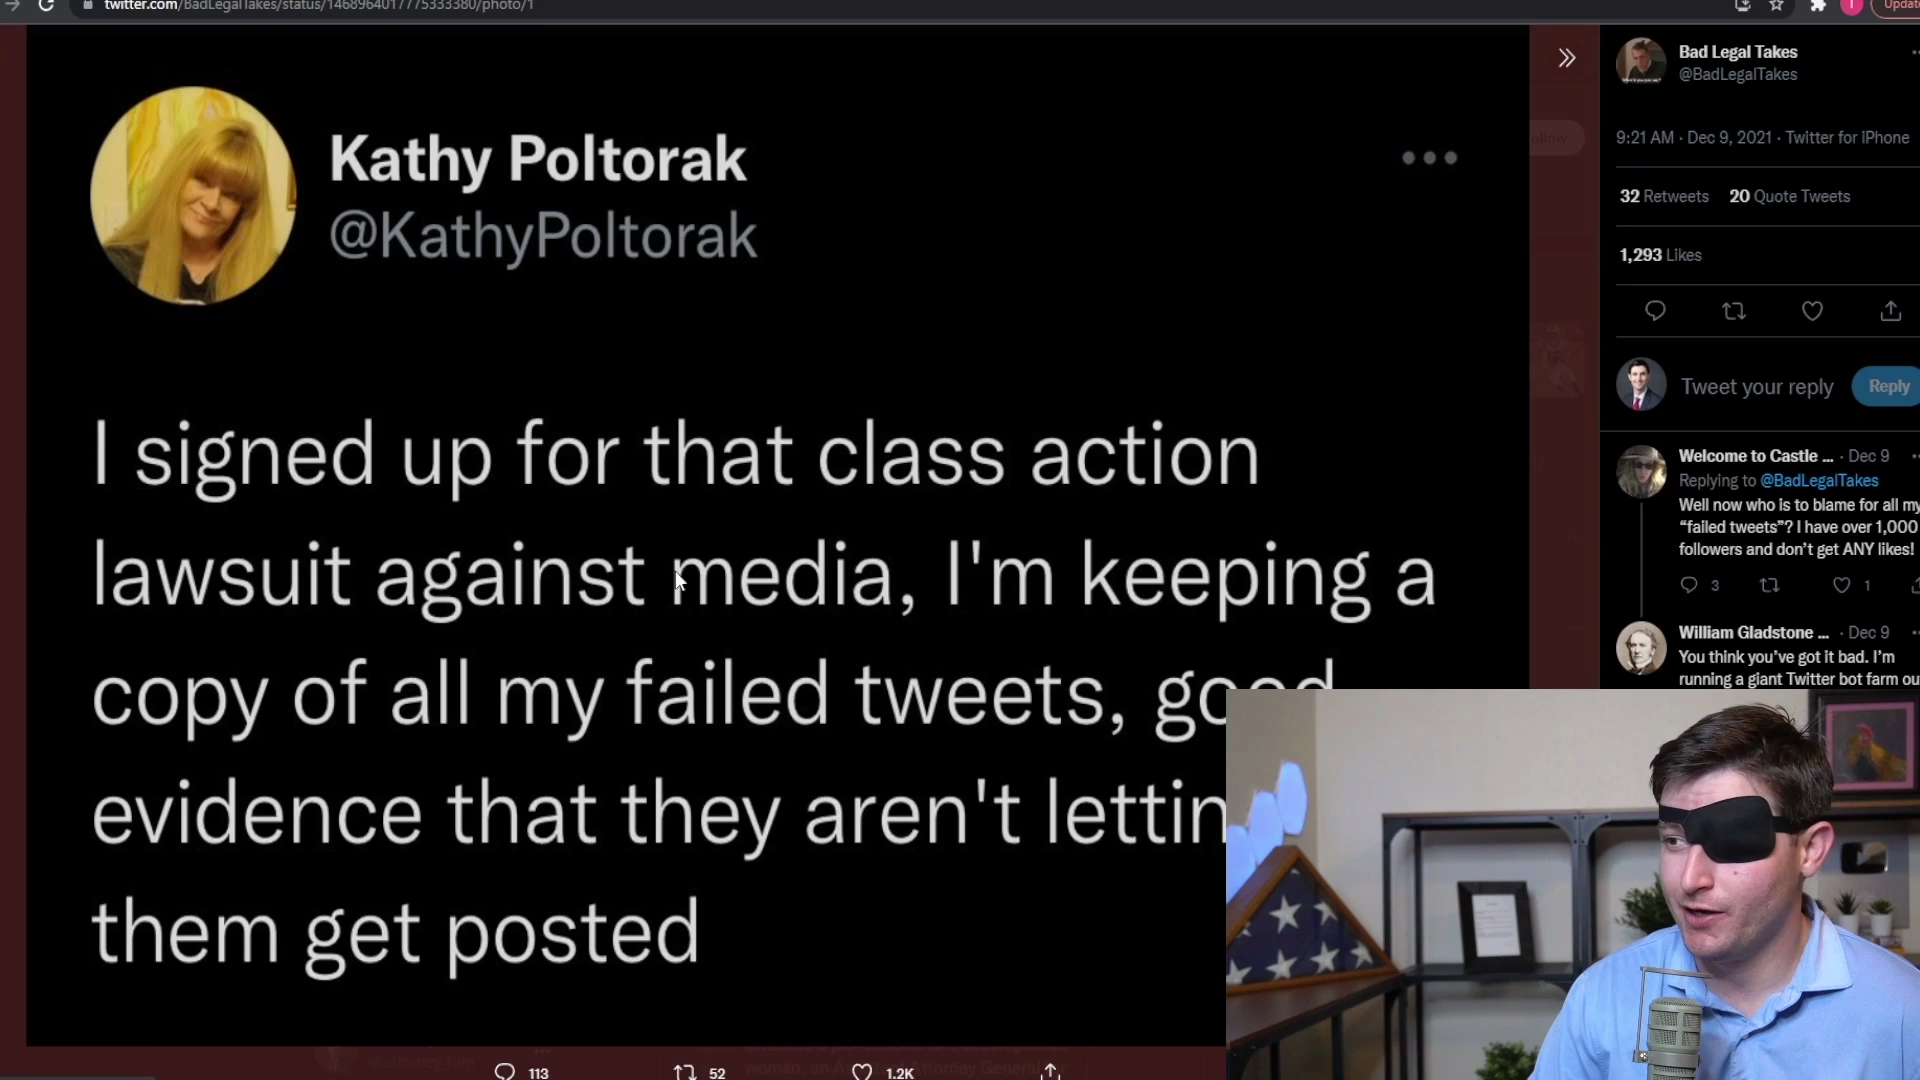 twitter.com/BadLegalTakes/status/1468964017775333380/photo/1
Update
Kathy Poltorak
@KathyPoltorak
I signed up for that class action
lawsuit against media, I'm keeping a
copy of all my failed tweets, good
evidence that they aren't lettin
them get posted
113
52
1.2K
Bad Legal Takes
@BadLegalTakes
9:21 AM · Dec 9, 2021 · Twitter for iPhone
32 Retweets 20 Quote Tweets
1,293 Likes
Tweet your reply
Reply
Welcome to Castle ... · Dec 9
Replying to @BadLegalTakes
Well now who is to blame for all my
“failed tweets”? I have over 1,000
followers and don’t get ANY likes!
3
1
William Gladstone ... · Dec 9
You think you’ve got it bad. I’m
running a giant Twitter bot farm ou